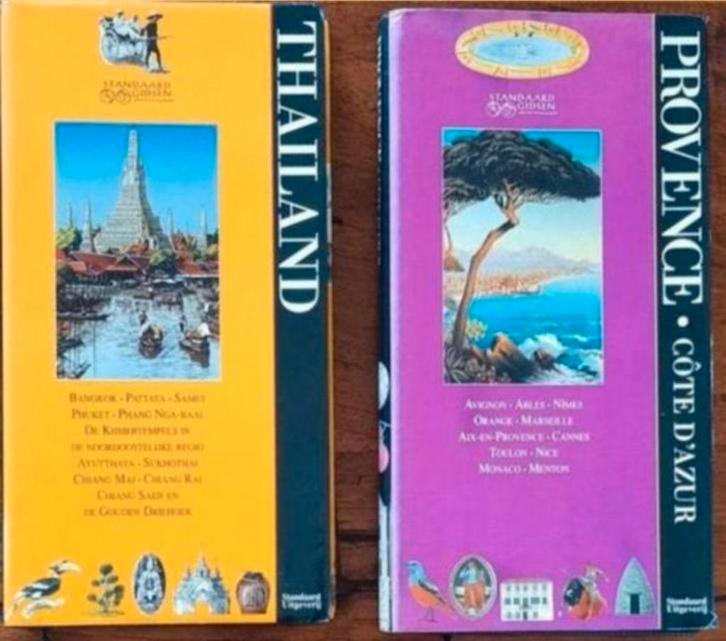 STANDAARD
GIDSEN
THAILAND
BANGKOK - PATTAYA - SAMUI
PHUKET - PHANG NGA-BAAI
DE KHMERTEMPELS IN
DE NOORDOOSTELIJKE REGIO
AYUTTHAYA - SUKHOTHAI
CHIANG MAI - CHIANG RAI
CHIANG SAEN EN
DE GOUDEN DRIEHOEK
Standaard
Uitgeverij
STANDAARD
GIDSEN
PROVENCE • CÔTE D'AZUR
AVIGNON - ARLES - NÎMES
ORANGE - MARSEILLE
AIX-EN-PROVENCE - CANNES
TOULON - NICE
MONACO - MENTON
Standaard
Uitgeverij